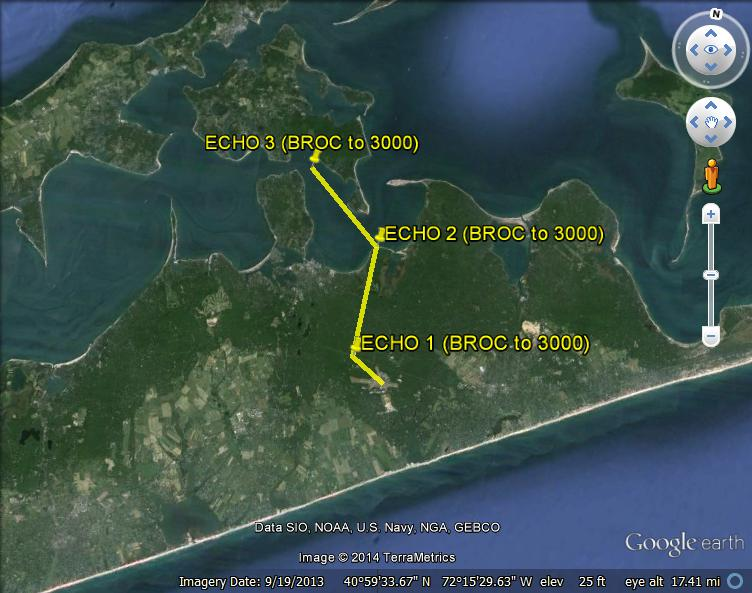 N
ECHO 3 (BROC to 3000)
ECHO 2 (BROC to 3000)
ECHO 1 (BROC to 3000)
Data SIO, NOAA, U.S. Navy, NGA, GEBCO
Google earth
Image © 2014 TerraMetrics
Imagery Date: 9/19/2013 40°59'33.67" N 72°15'29.63" W elev 25 ft eye alt 17.41 mi